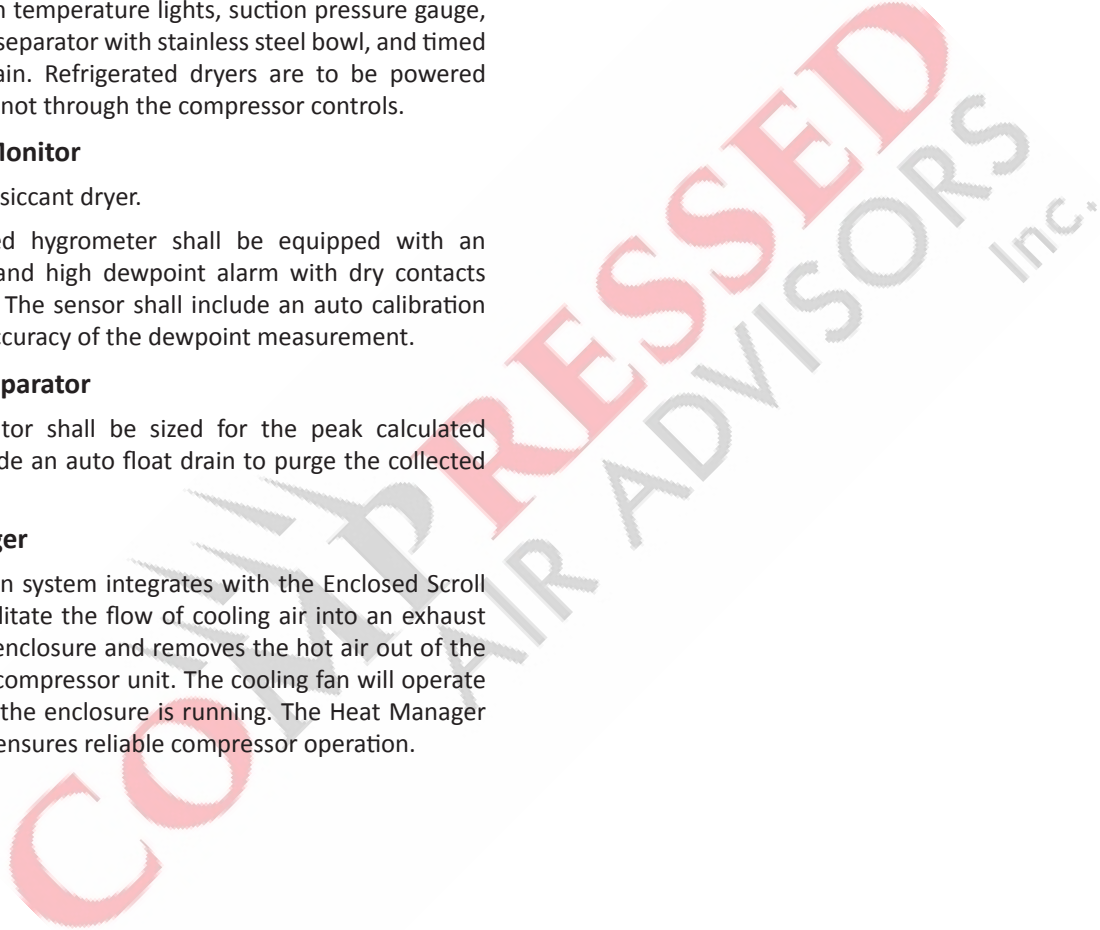 temperature lights, suction pressure gauge,
separator with stainless steel bowl, and timed
Refrigerated dryers are to be powered
not through the compressor controls.
siccant dryer.
hygrometer shall be equipped with an
and high dewpoint alarm with dry contacts
The sensor shall include an auto calibration
ccuracy of the dewpoint measurement.
parator
tor shall be sized for the peak calculated
de an auto float drain to purge the collected
ger
n system integrates with the Enclosed Scroll
litate the flow of cooling air into an exhaust
enclosure and removes the hot air out of the
compressor unit. The cooling fan will operate
the enclosure is running. The Heat Manager
ensures reliable compressor operation.
COMPRESSED
AIR ADVISORS
Inc.